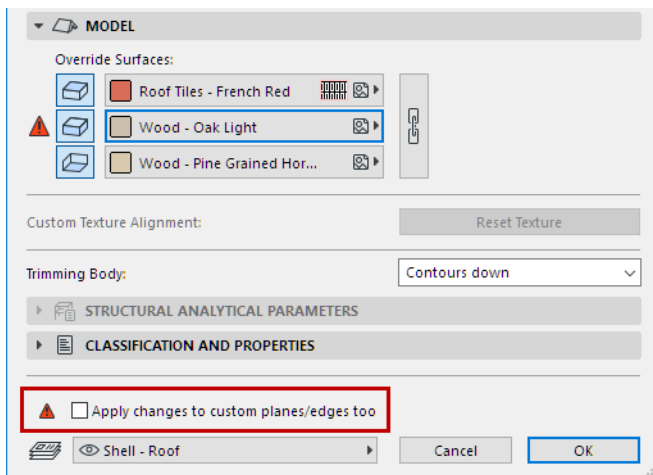 MODEL
Override Surfaces:
Roof Tiles - French Red
Wood - Oak Light
Wood - Pine Grained Hor...
Custom Texture Alignment:
Reset Texture
Trimming Body:
Contours down
STRUCTURAL ANALYTICAL PARAMETERS
CLASSIFICATION AND PROPERTIES
Apply changes to custom planes/edges too
Shell - Roof
Cancel
OK